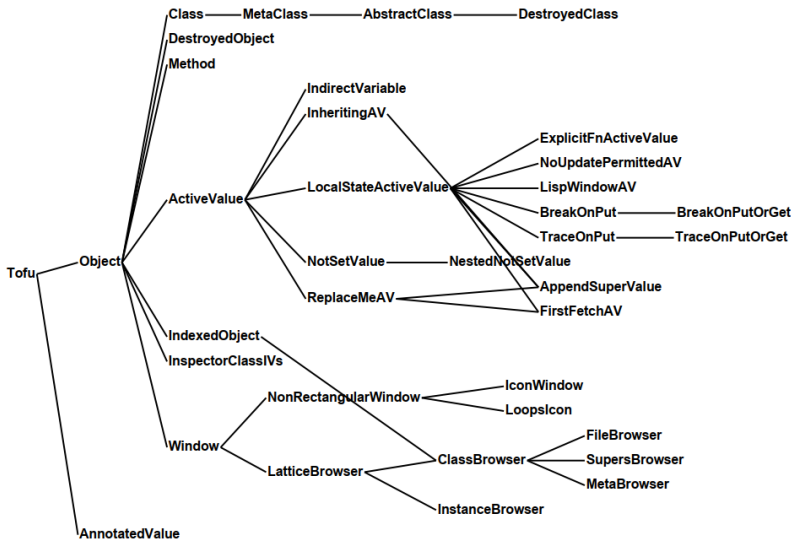 Class MetaClass AbstractClass DestroyedClass
DestroyedObject
Method
IndirectVariable
InheritingAV
ExplicitFnActiveValue
NoUpdatePermittedAV
ActiveValue LocalStateActiveValue LispWindowAV
BreakOnPut BreakOnPutOrGet
TraceOnPut TraceOnPutOrGet
Tofu Object NotSetValue NestedNotSetValue
AppendSuperValue
ReplaceMeAV
FirstFetchAV
IndexedObject
InspectorClassIVs
IconWindow
NonRectangularWindow
LoopsIcon
FileBrowser
Window
ClassBrowser SupersBrowser
LatticeBrowser
MetaBrowser
InstanceBrowser
AnnotatedValue